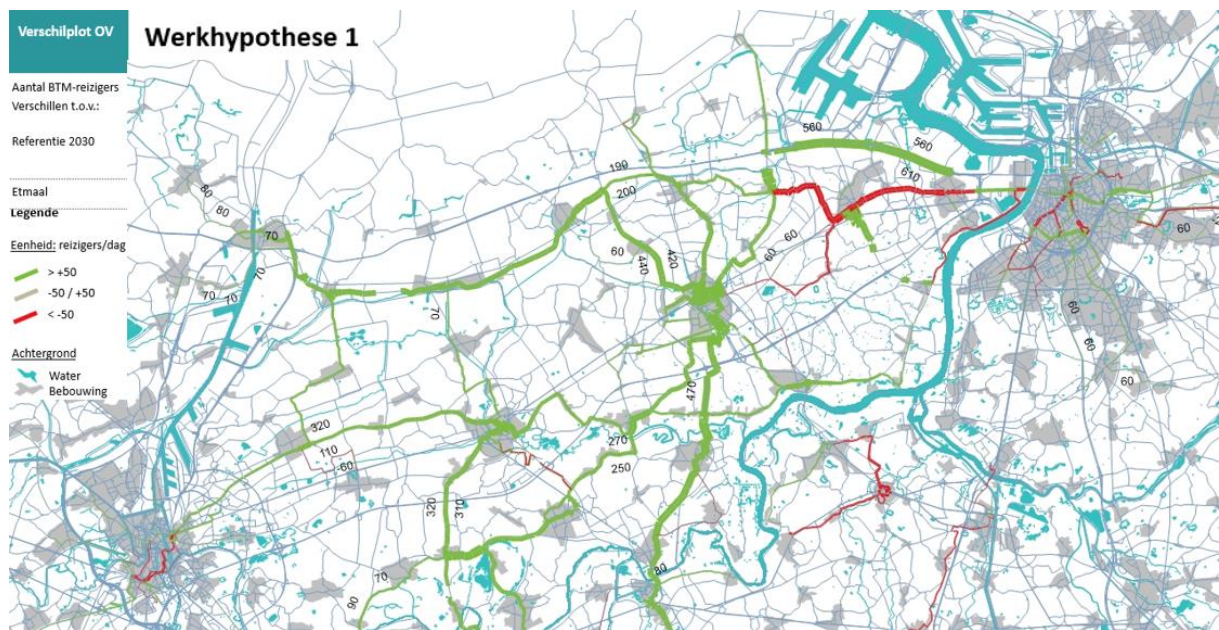 Verschilplot OV
Werkhypothese 1
Aantal BTM-reizigers
Verschillen t.o.v.:
Referentie 2030
Etmaal
Legende
Eenheid: reizigers/dag
> +50
-50 / +50
< -50
Achtergrond
Water
Bebouwing
560
560
610
190
200
80
80
70
70
70
70
60
440
420
60
60
70
470
320
110
-60
270
250
320
310
70
90
80
60
60
60